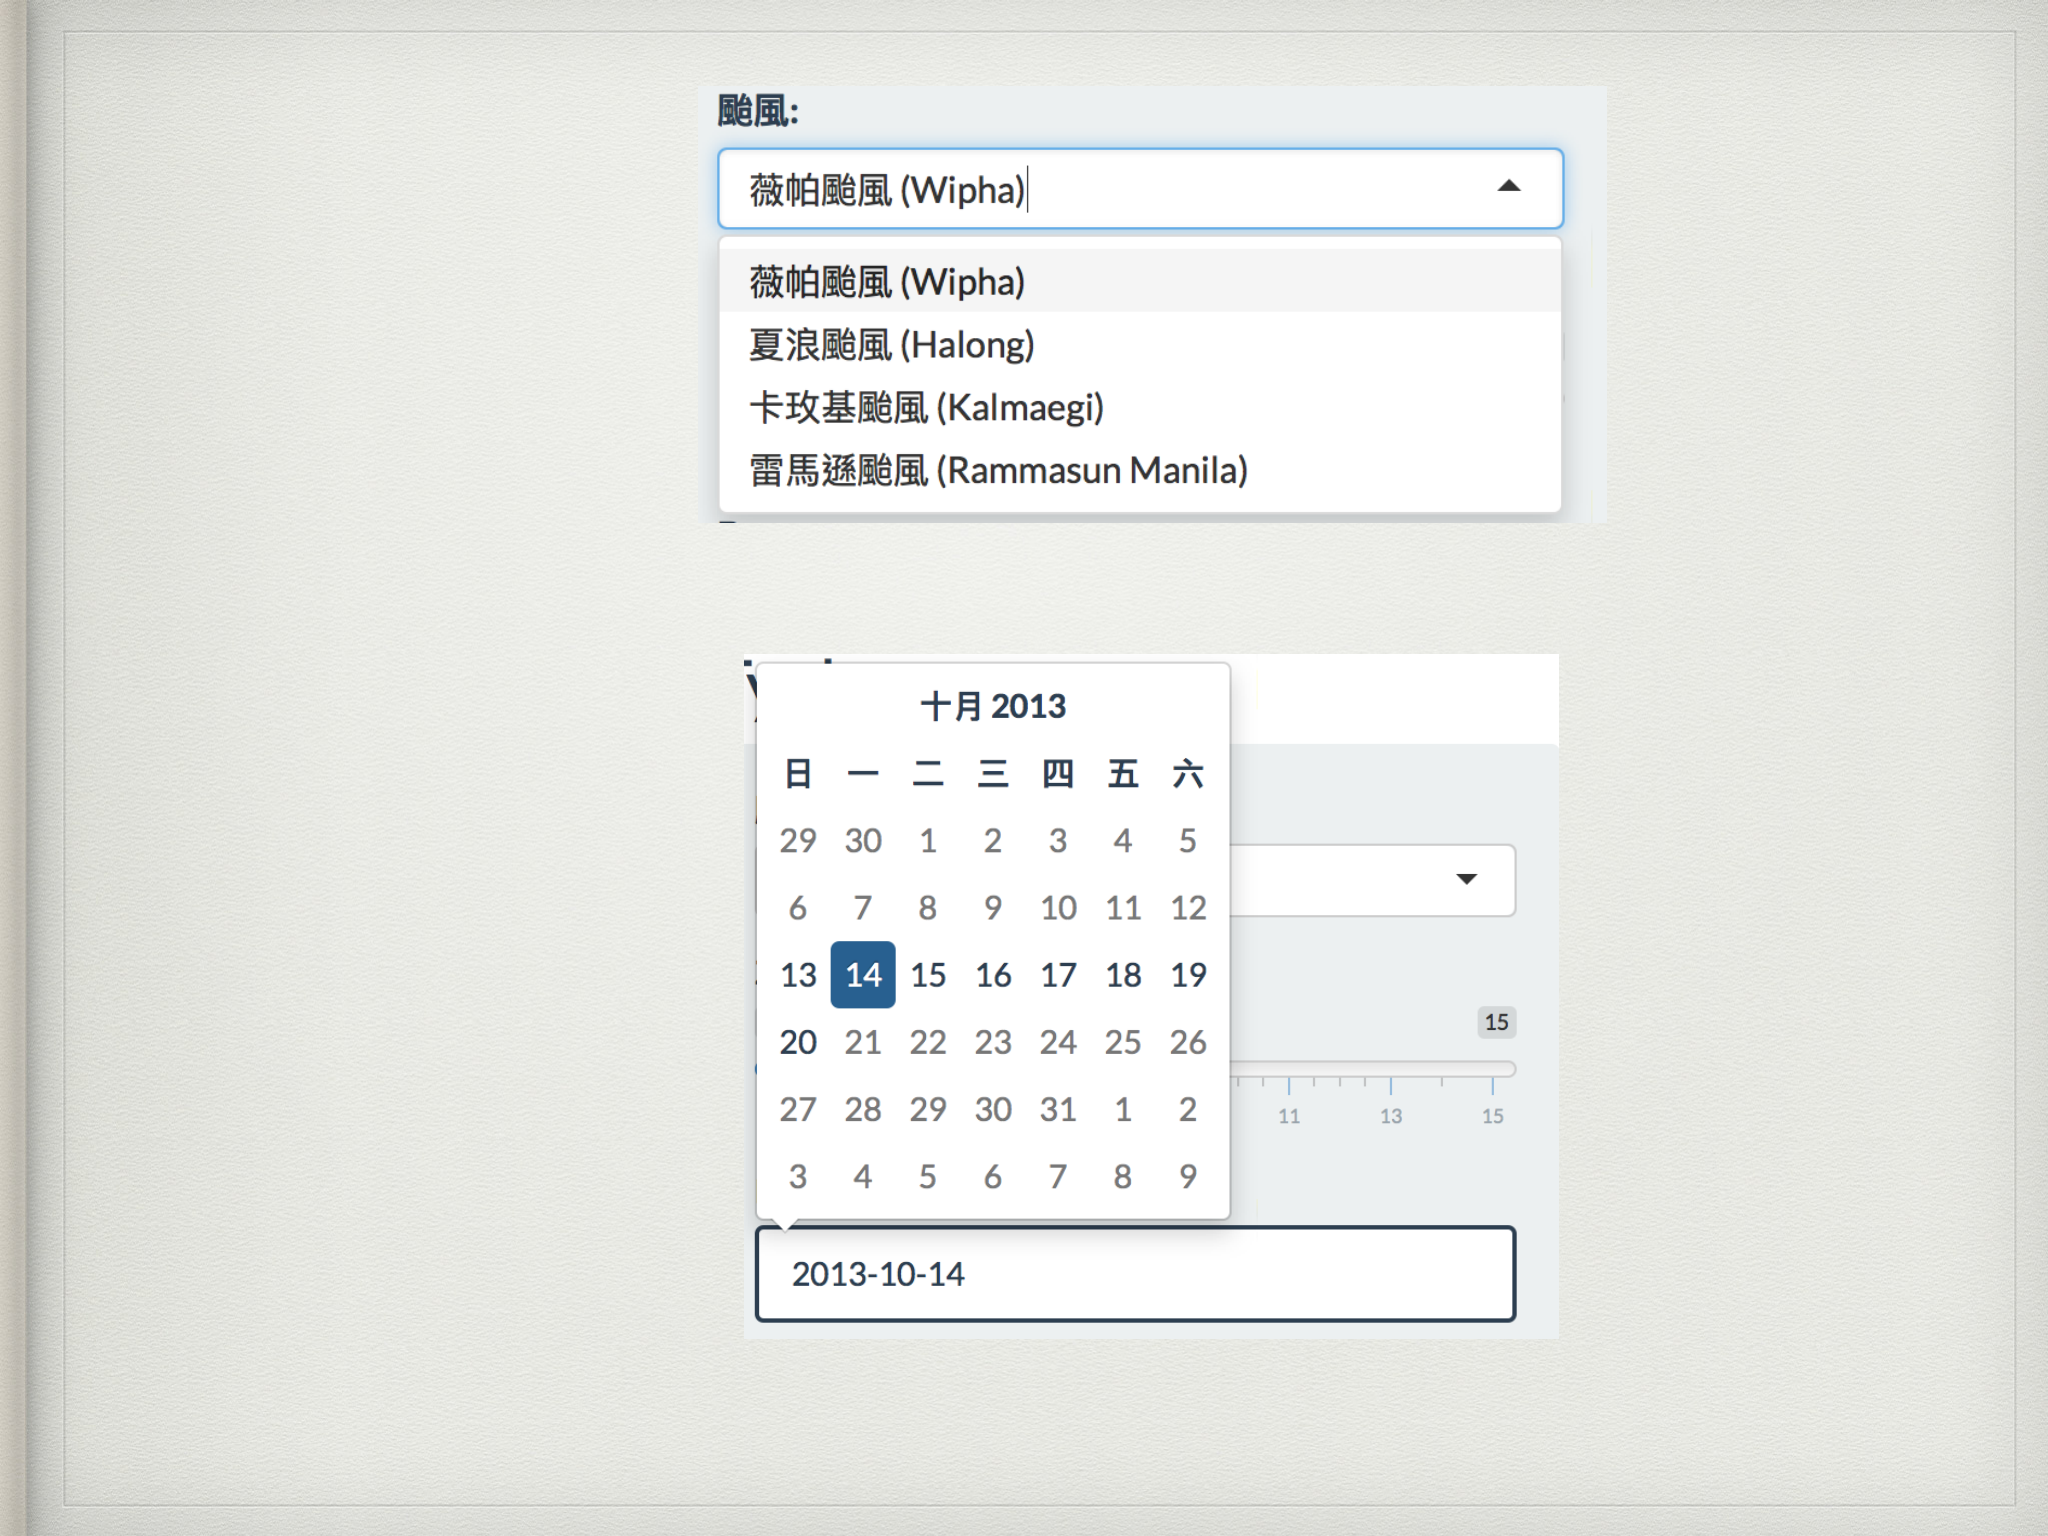 颱風:
薇帕颱風 (Wipha)
薇帕颱風 (Wipha)
夏浪颱風 (Halong)
卡玫基颱風 (Kalmaegi)
雷馬遜颱風 (Rammasun Manila)
十月 2013
日 一 二 三 四 五 六
29 30 1 2 3 4 5
6 7 8 9 10 11 12
13 14 15 16 17 18 19
20 21 22 23 24 25 26
27 28 29 30 31 1 2
3 4 5 6 7 8 9
15
11 13 15
2013-10-14